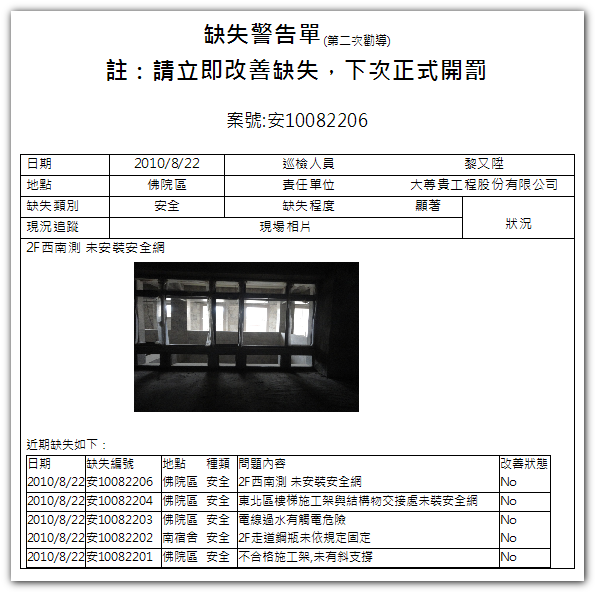 缺失警告單(第二次勸導)
註：請立即改善缺失，下次正式開罰
案號:安10082206
日期 2010/8/22 巡檢人員 黎又陞
地點 佛院區 責任單位 大尊貴工程股份有限公司
缺失類別 安全 缺失程度 顯著 狀況
現況追蹤 現場相片
2F西南測 未安裝安全網
近期缺失如下：
日期 缺失編號 地點 種類 問題內容 改善狀態
2010/8/22 安10082206 佛院區 安全 2F西南測 未安裝安全網 No
2010/8/22 安10082204 佛院區 安全 東北區樓梯施工架與結構物交接處未裝安全網 No
2010/8/22 安10082203 佛院區 安全 電線過水有觸電危險 No
2010/8/22 安10082202 南宿舍 安全 2F走道鋼瓶未依規定固定 No
2010/8/22 安10082201 佛院區 安全 不合格施工架,未有斜支撐 No